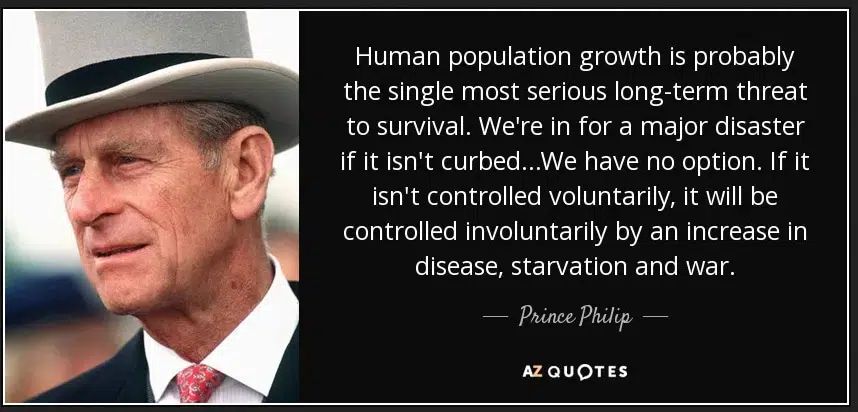 Human population growth is probably
the single most serious long-term threat
to survival. We're in for a major disaster
if it isn't curbed...We have no option. If it
isn't controlled voluntarily, it will be
controlled involuntarily by an increase in
disease, starvation and war.
Prince Philip
AZ QUOTES